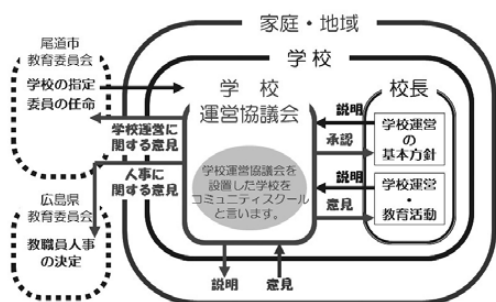 家庭・地域
学校
尾道市
教育委員会
学校の指定
委員の任命
学校運営に
関する意見
人事に
関する意見
広島県
教育委員会
教職員人事
の決定
学校
運営協議会
学校運営協議会を
設置した学校を
コミュニティスクール
と言います。
説明
意見
校長
説明
承認
学校運営
の
基本方針
説明
意見
学校運営
・
教育活動